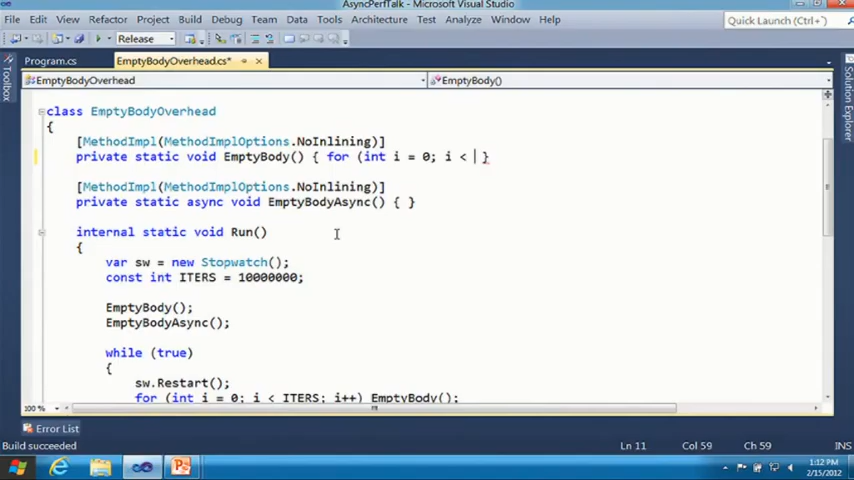 AsyncPerfTalk - Microsoft Visual Studio
File Edit View Refactor Project Build Debug Team Data Tools Architecture Test Analyze Window Help
Quick Launch (Ctrl+Q)
Release
Program.cs EmptyBodyOverhead.cs*
EmptyBodyOverhead EmptyBody()
Toolbox
Solution Explorer
class EmptyBodyOverhead
{
[MethodImpl(MethodImplOptions.NoInlining)]
private static void EmptyBody() { for (int i = 0; i < }
[MethodImpl(MethodImplOptions.NoInlining)]
private static async void EmptyBodyAsync() { }
internal static void Run()
{
var sw = new Stopwatch();
const int ITERS = 10000000;
EmptyBody();
EmptyBodyAsync();
while (true)
{
sw.Restart();
for (int i = 0; i < ITERS; i++) EmptyBody();
100 %
Error List
Build succeeded Ln 11 Col 59 Ch 59 INS
1:12 PM
2/15/2012